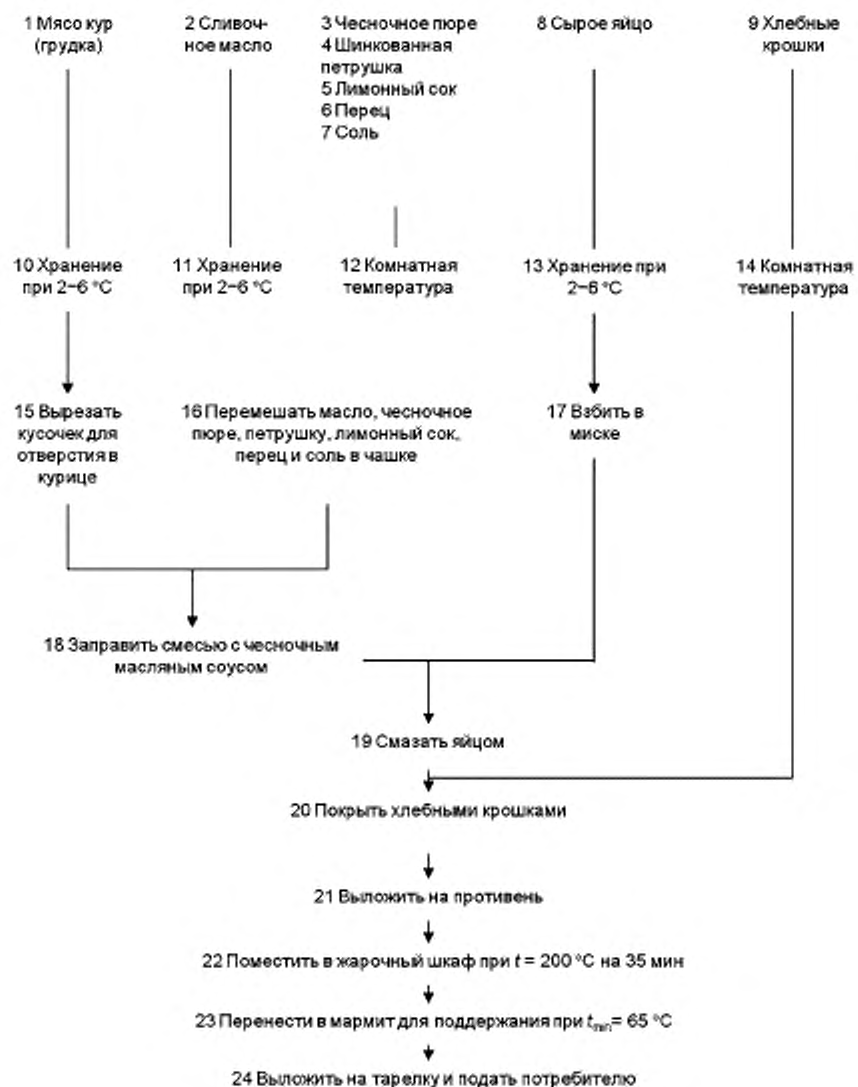 1 Мясо кур
(грудка)
2 Сливоч-
ное масло
3 Чесночное пюре
4 Шинкованная
петрушка
5 Лимонный сок
6 Перец
7 Соль
8 Сырое яйцо
9 Хлебные
крошки
10 Хранение
при 2–6 °С
11 Хранение
при 2–6 °С
12 Комнатная
температура
13 Хранение при
2–6 °С
14 Комнатная
температура
15 Вырезать
кусочек для
отверстия в
курице
16 Перемешать масло, чесночное
пюре, петрушку, лимонный сок,
перец и соль в чашке
17 Взбить в
миске
18 Заправить смесью с чесночным
масляным соусом
19 Смазать яйцом
20 Покрыть хлебными крошками
21 Выложить на противень
22 Поместить в жарочный шкаф при t = 200 °С на 35 мин
23 Перенести в мармит для поддержания при tmin= 65 °С
24 Выложить на тарелку и подать потребителю